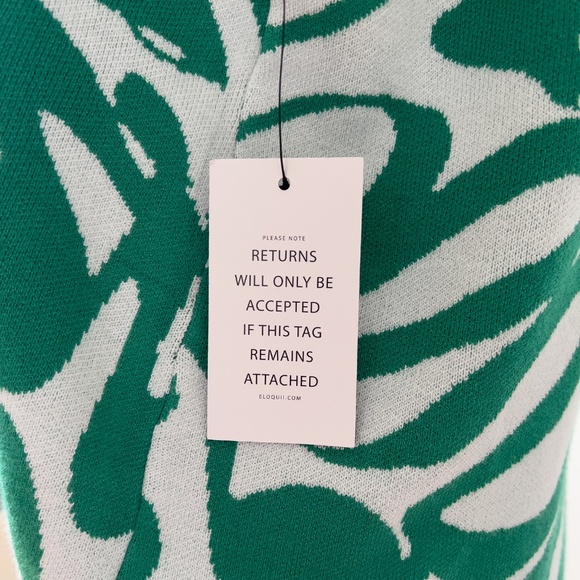 PLEASE NOTE
RETURNS
WILL ONLY BE
ACCEPTED
IF THIS TAG
REMAINS
ATTACHED
ELOQUII.COM